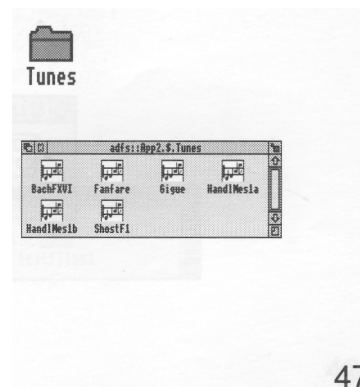 Tunes
adfs::App2.$.Tunes
BachFXVI Fanfare Gigue HandlMes1a
HandlMes1b ShostF1
47